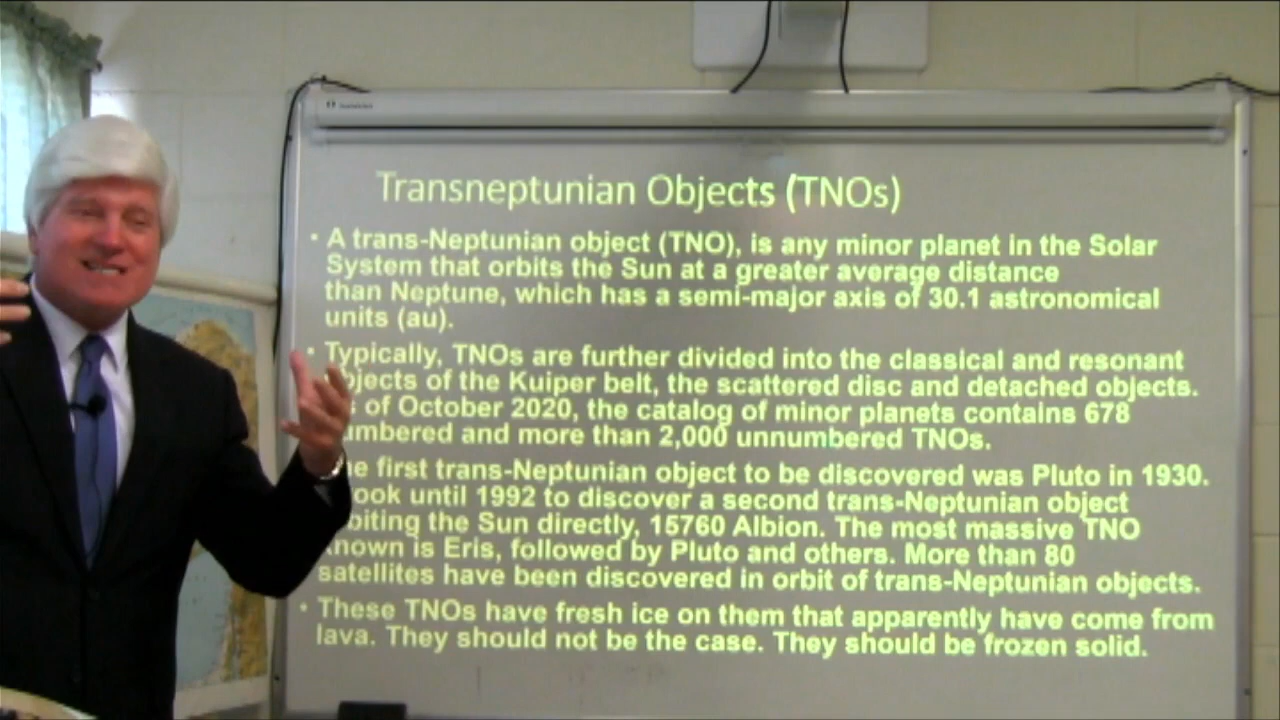 Transneptunian Objects (TNOs)
• A trans-Neptunian object (TNO), is any minor planet in the Solar
System that orbits the Sun at a greater average distance
than Neptune, which has a semi-major axis of 30.1 astronomical
units (au).
• Typically, TNOs are further divided into the classical and resonant
bjects of the Kuiper belt, the scattered disc and detached objects.
s of October 2020, the catalog of minor planets contains 678
umbered and more than 2,000 unnumbered TNOs.
e first trans-Neptunian object to be discovered was Pluto in 1930.
ook until 1992 to discover a second trans-Neptunian object
biting the Sun directly, 15760 Albion. The most massive TNO
known is Eris, followed by Pluto and others. More than 80
satellites have been discovered in orbit of trans-Neptunian objects.
• These TNOs have fresh ice on them that apparently have come from
lava. They should not be the case. They should be frozen solid.